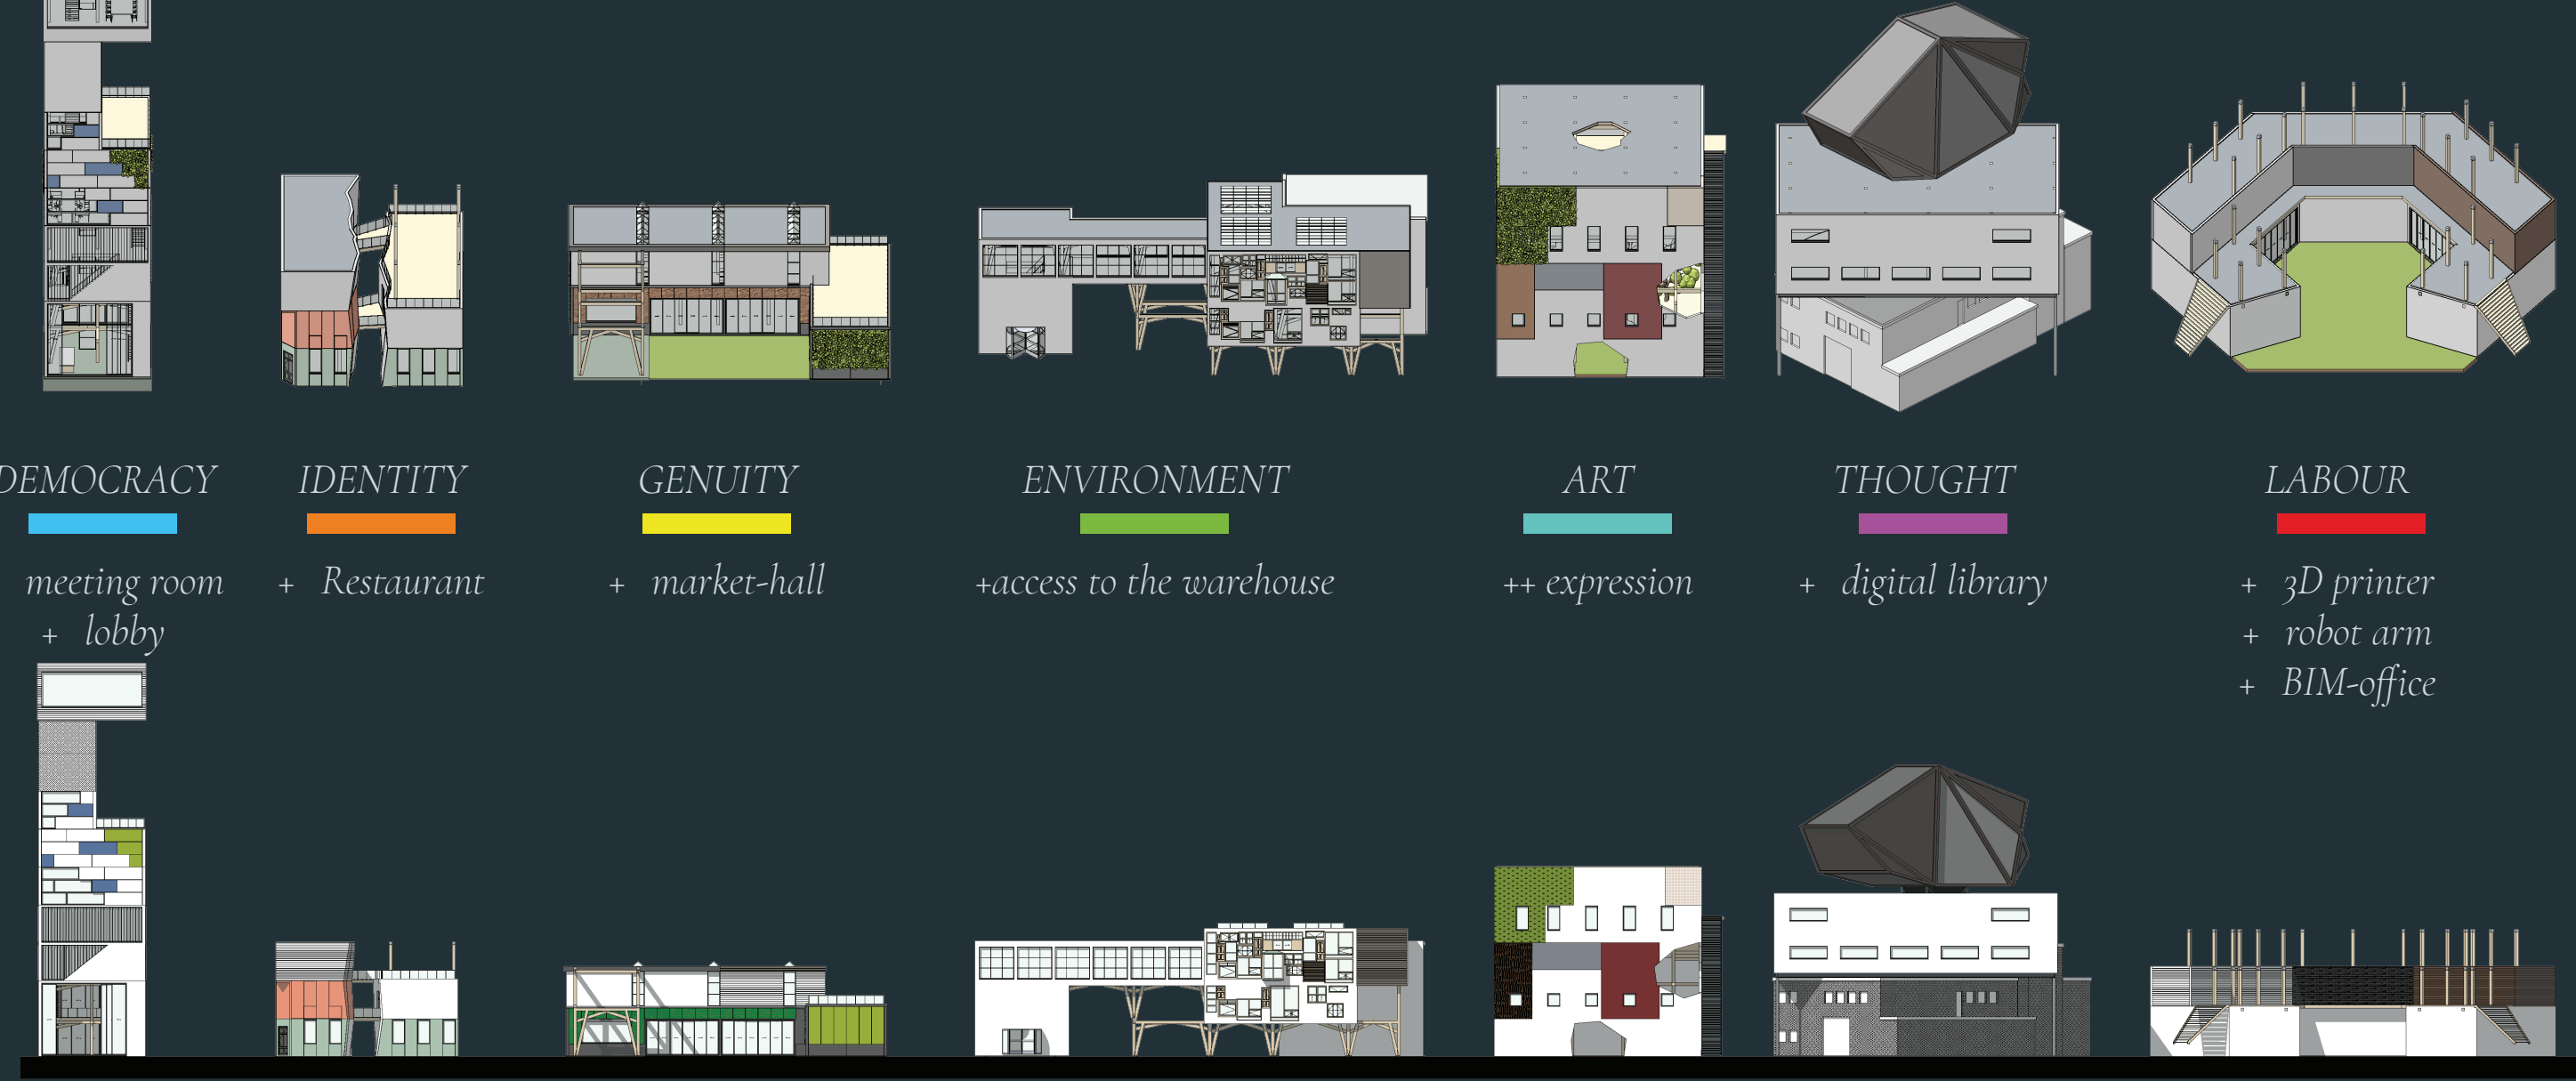 DEMOCRACY
meeting room
+ lobby
IDENTITY
+ Restaurant
GENUITY
+ market-hall
ENVIRONMENT
+access to the warehouse
ART
++ expression
THOUGHT
+ digital library
LABOUR
+ 3D printer
+ robot arm
+ BIM-office